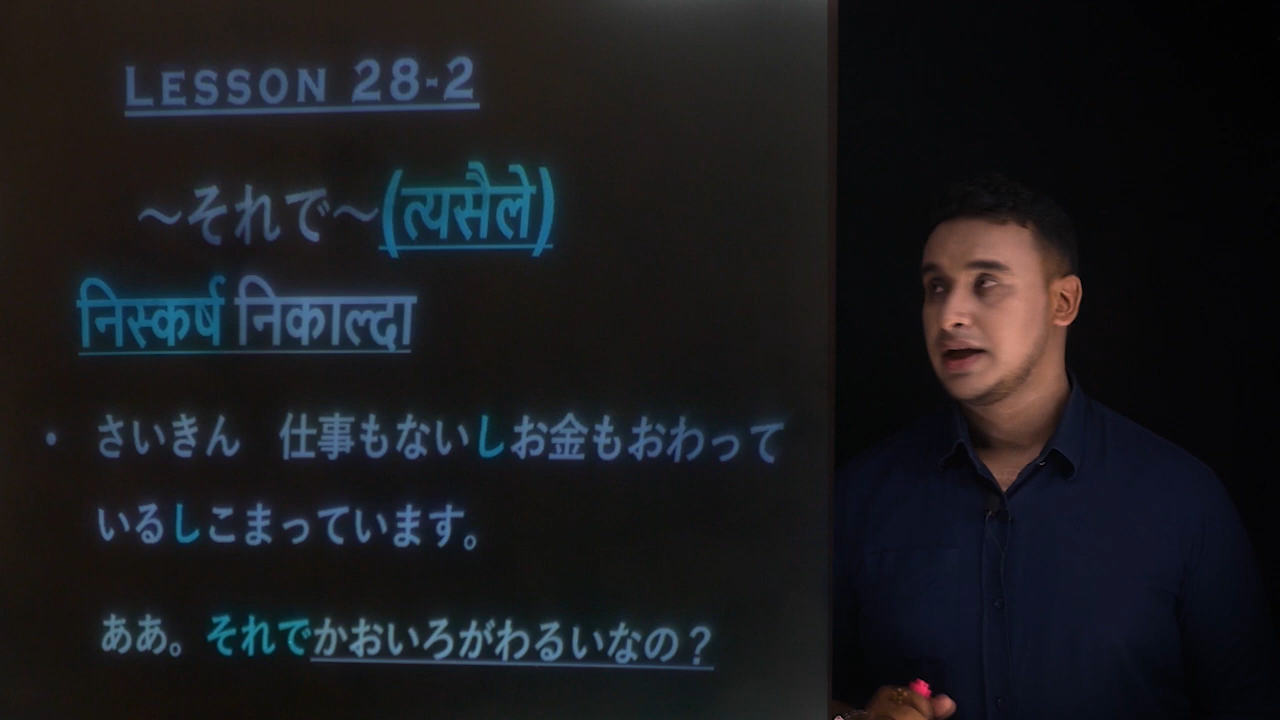 LESSON 28-2
～それで～(त्यसैले)
निस्कर्ष निकाल्दा
• さいきん　仕事もないしお金もおわって
いるしこまっています。
ああ。それでかおいろがわるいなの？